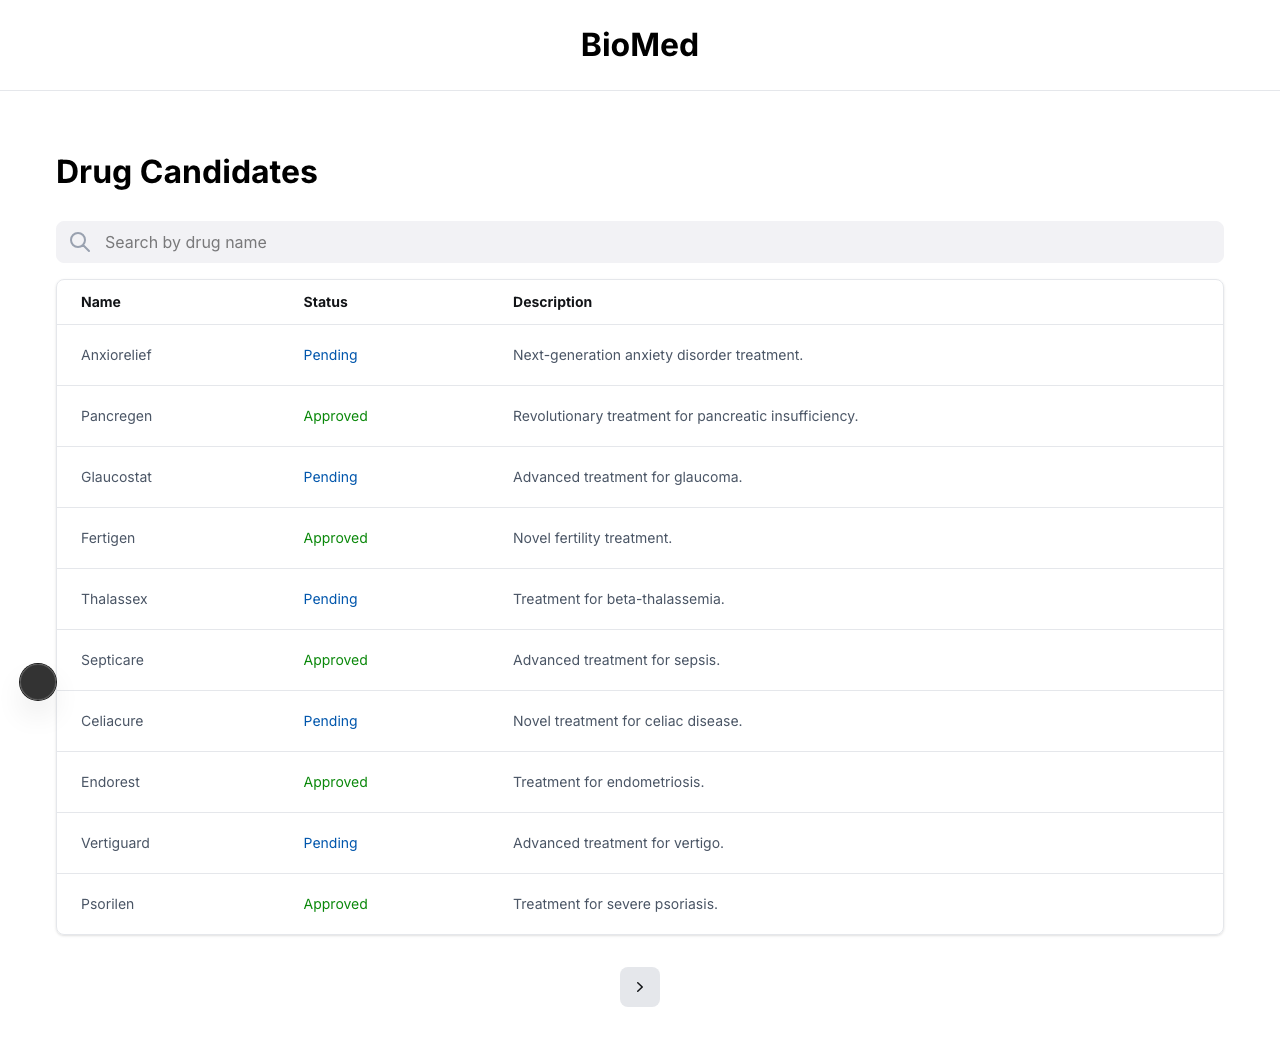 BioMed
Drug Candidates
Search by drug name
Name Status Description
Anxiorelief Pending Next-generation anxiety disorder treatment.
Pancregen Approved Revolutionary treatment for pancreatic insufficiency.
Glaucostat Pending Advanced treatment for glaucoma.
Fertigen Approved Novel fertility treatment.
Thalassex Pending Treatment for beta-thalassemia.
Septicare Approved Advanced treatment for sepsis.
Celiacure Pending Novel treatment for celiac disease.
Endorest Approved Treatment for endometriosis.
Vertiguard Pending Advanced treatment for vertigo.
Psorilen Approved Treatment for severe psoriasis.